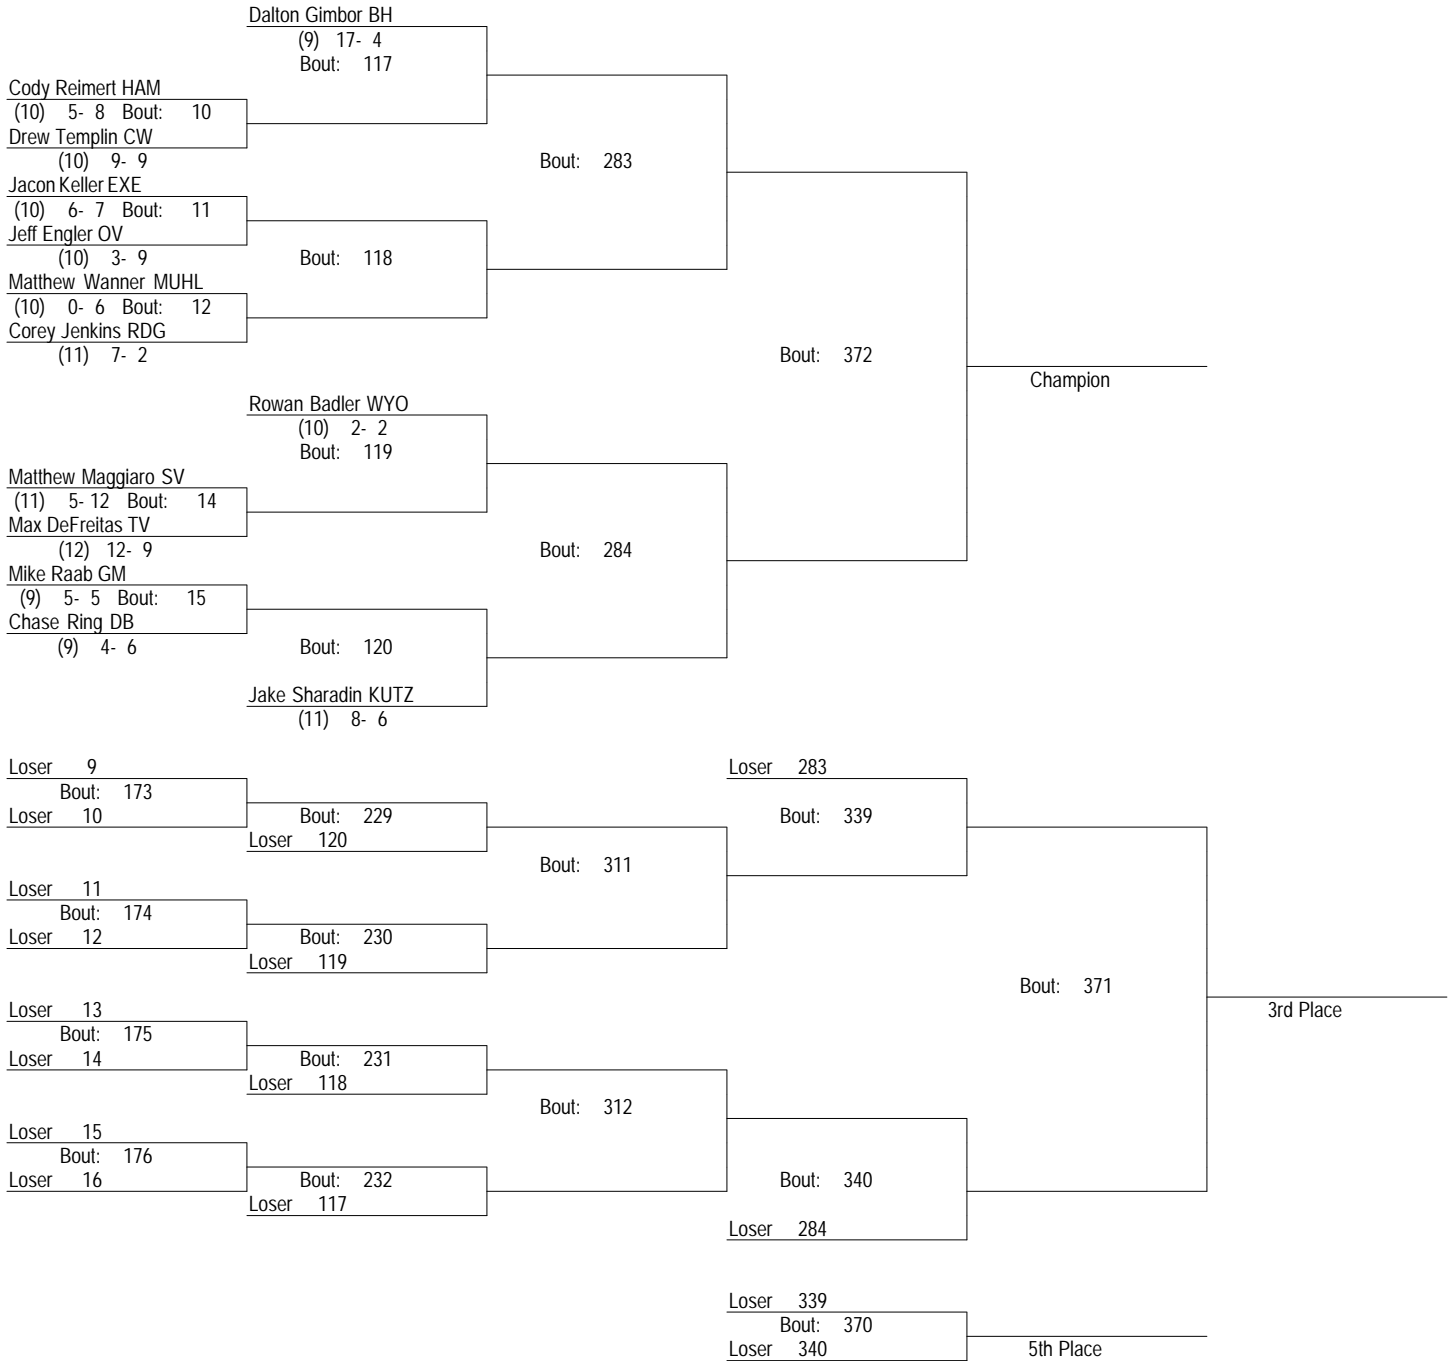 Dalton Gimbor BH
(9) 17- 4
Bout: 117
Cody Reimert HAM
(10) 5- 8 Bout: 10
Drew Templin CW
(10) 9- 9
Bout: 283
Jacon Keller EXE
(10) 6- 7 Bout: 11
Jeff Engler OV
(10) 3- 9
Bout: 118
Matthew Wanner MUHL
(10) 0- 6 Bout: 12
Corey Jenkins RDG
(11) 7- 2
Bout: 372
Champion
Rowan Badler WYO
(10) 2- 2
Bout: 119
Matthew Maggiaro SV
(11) 5- 12 Bout: 14
Max DeFreitas TV
(12) 12- 9
Bout: 284
Mike Raab GM
(9) 5- 5 Bout: 15
Chase Ring DB
(9) 4- 6
Bout: 120
Jake Sharadin KUTZ
(11) 8- 6
Loser 9
Bout: 173
Loser 10
Bout: 229
Loser 120
Loser 283
Bout: 339
Bout: 311
Loser 11
Bout: 174
Loser 12
Bout: 230
Loser 119
Bout: 371
3rd Place
Loser 13
Bout: 175
Loser 14
Bout: 231
Loser 118
Bout: 312
Loser 15
Bout: 176
Loser 16
Bout: 232
Loser 117
Bout: 340
Loser 284
Loser 339
Bout: 370
Loser 340
5th Place